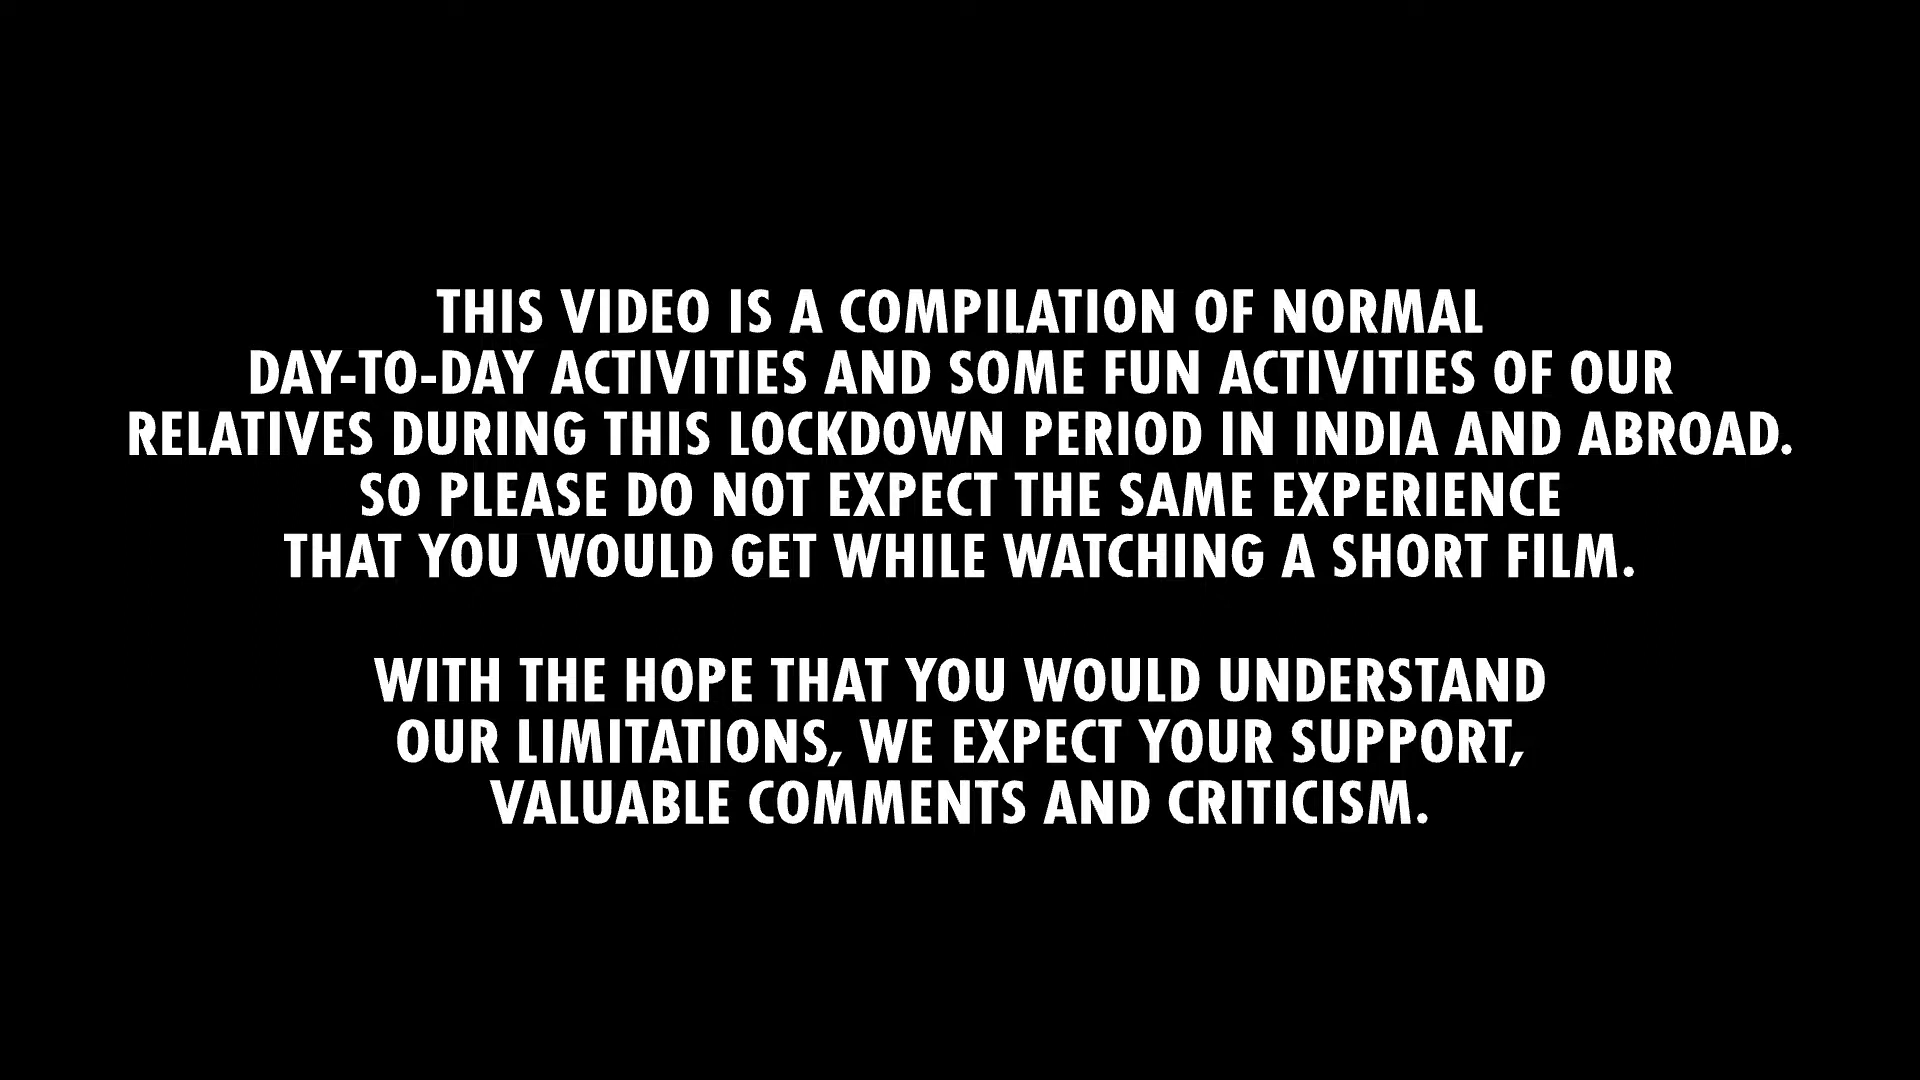 THIS VIDEO IS A COMPILATION OF NORMAL
DAY-TO-DAY ACTIVITIES AND SOME FUN ACTIVITIES OF OUR
RELATIVES DURING THIS LOCKDOWN PERIOD IN INDIA AND ABROAD.
SO PLEASE DO NOT EXPECT THE SAME EXPERIENCE
THAT YOU WOULD GET WHILE WATCHING A SHORT FILM.
WITH THE HOPE THAT YOU WOULD UNDERSTAND
OUR LIMITATIONS, WE EXPECT YOUR SUPPORT,
VALUABLE COMMENTS AND CRITICISM.